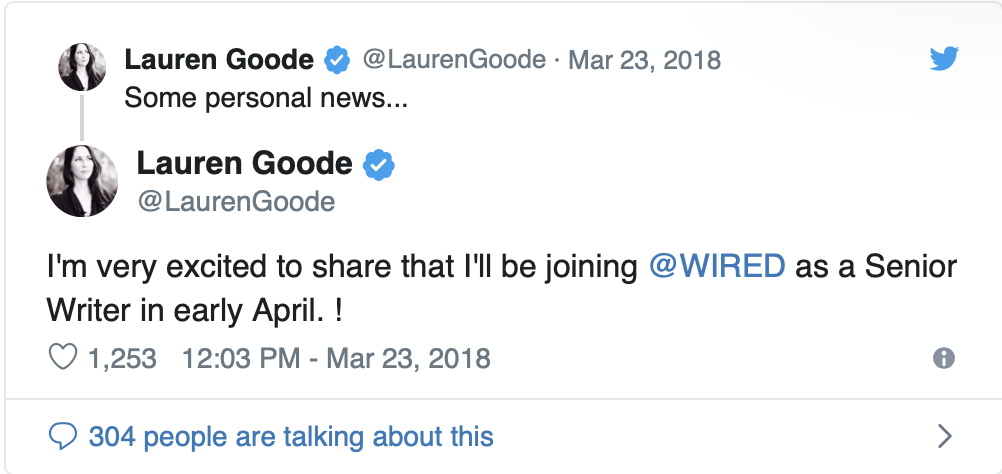 Lauren Goode @LaurenGoode · Mar 23, 2018
Some personal news...
Lauren Goode
@LaurenGoode
I'm very excited to share that I'll be joining @WIRED as a Senior
Writer in early April. !
1,253 12:03 PM - Mar 23, 2018
304 people are talking about this